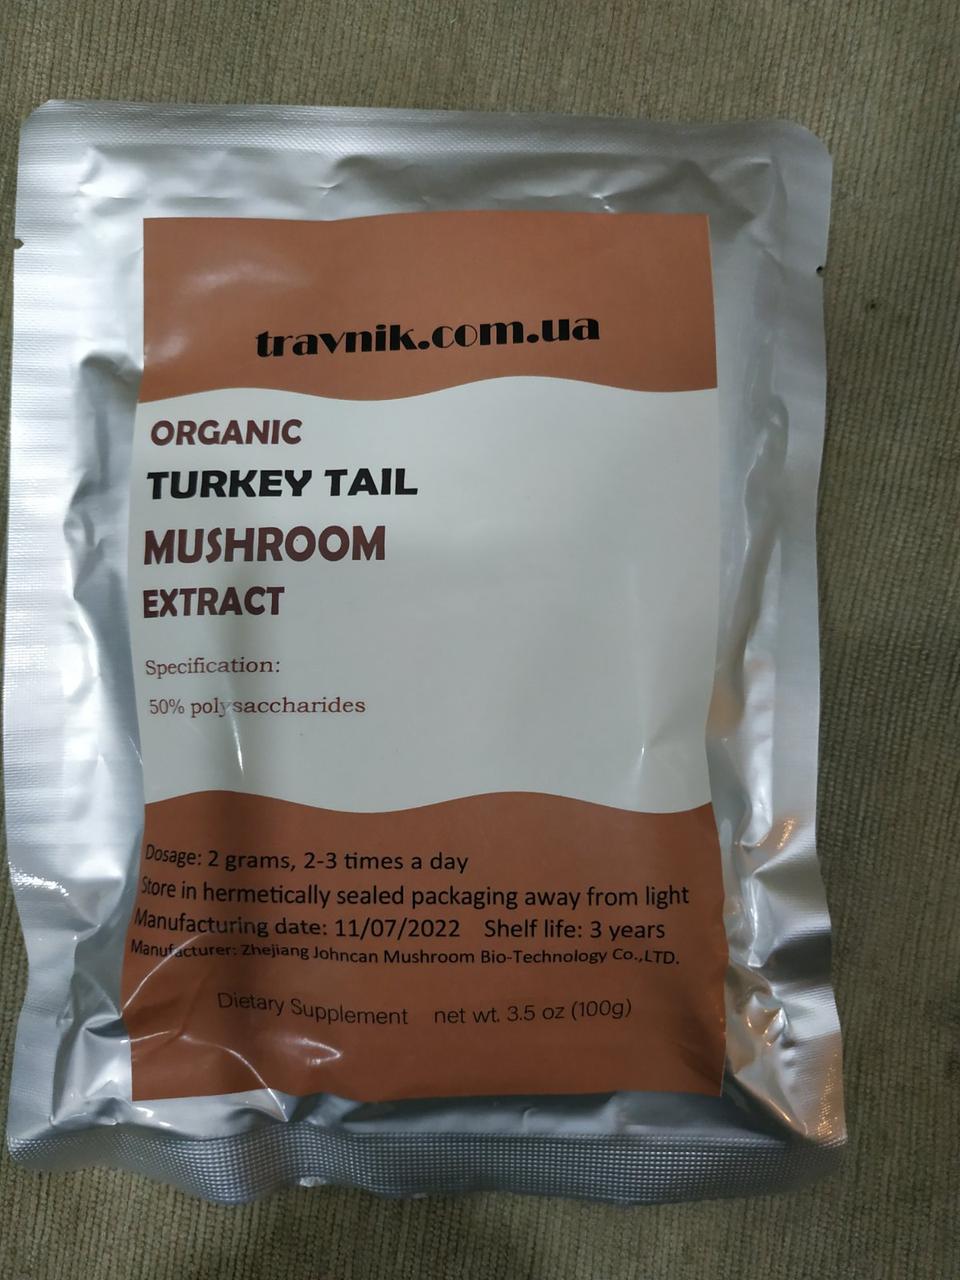 travnik.com.ua
ORGANIC
TURKEY TAIL
MUSHROOM
EXTRACT
Specification:
50% polysaccharides
Dosage: 2 grams, 2-3 times a day
Store in hermetically sealed packaging away from light
Manufacturing date: 11/07/2022 Shelf life: 3 years
Manufacturer: Zhejiang Johncan Mushroom Bio-Technology Co.,LTD.
Dietary Supplement net wt. 3.5 oz (100g)